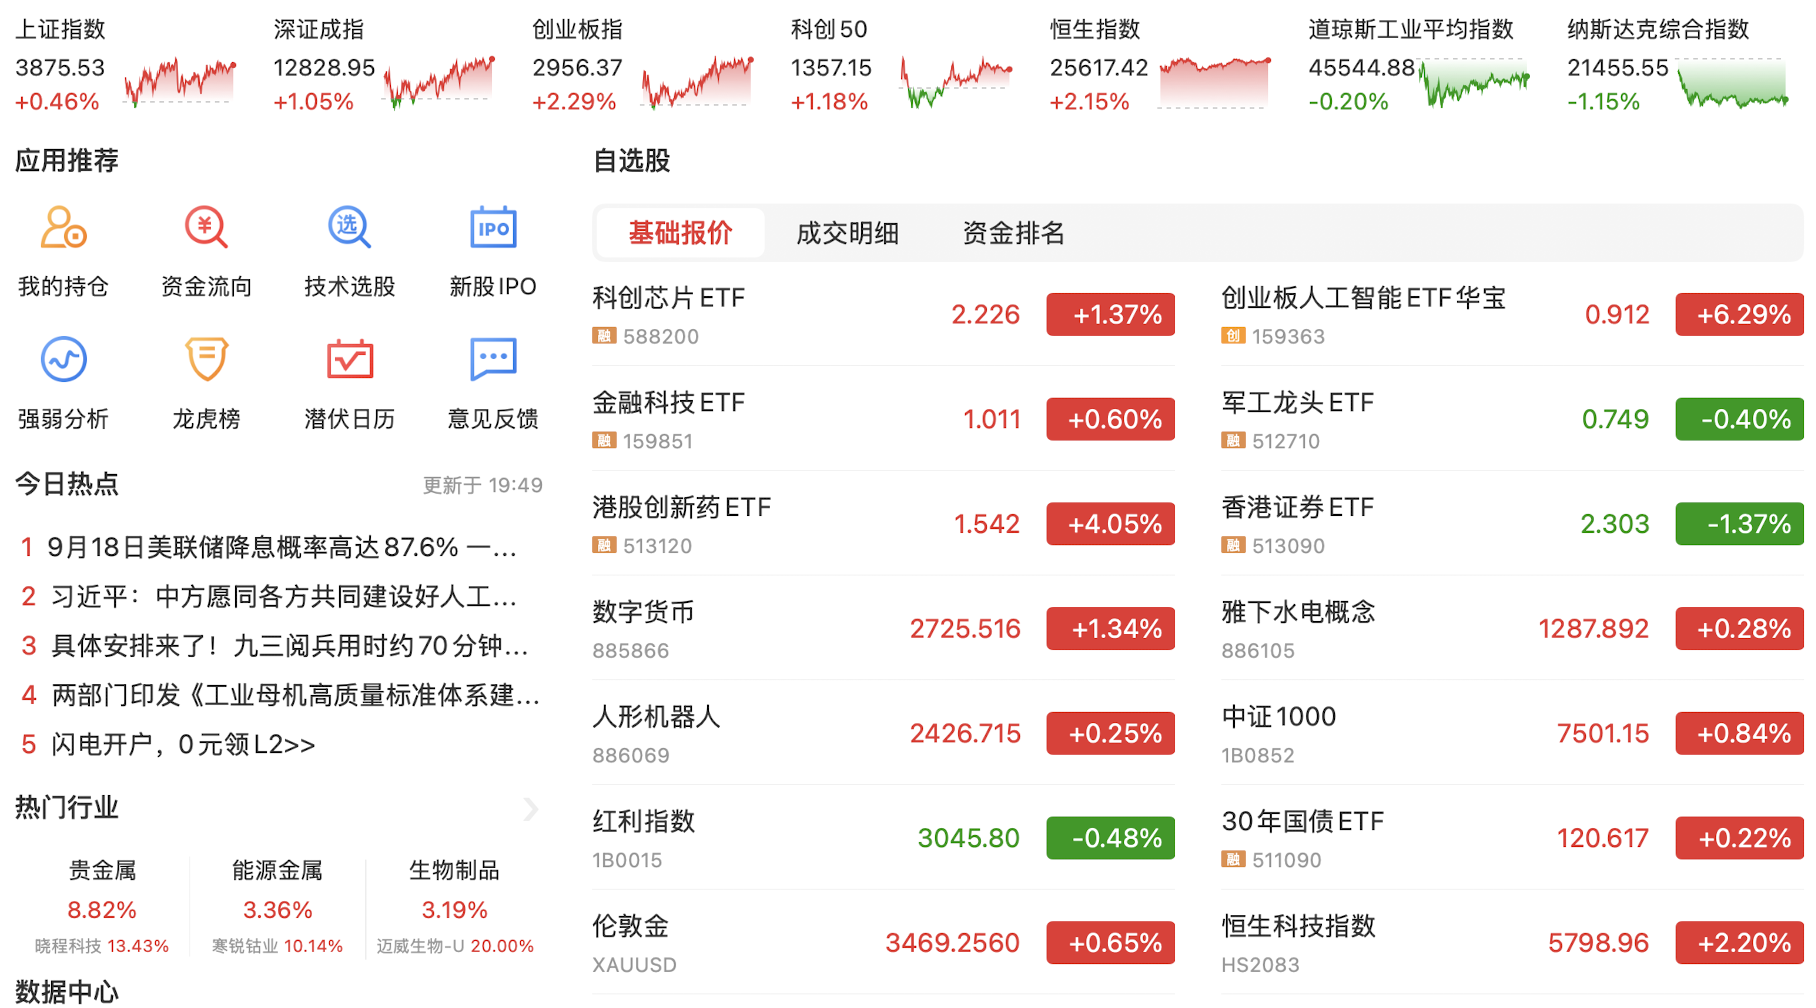 上证指数
3875.53
+0.46%
深证成指
12828.95
+1.05%
创业板指
2956.37
+2.29%
科创50
1357.15
+1.18%
恒生指数
25617.42
+2.15%
道琼斯工业平均指数
45544.88
-0.20%
纳斯达克综合指数
21455.55
-1.15%
应用推荐
我的持仓
¥
资金流向
选
技术选股
IPO
新股IPO
强弱分析
龙虎榜
潜伏日历
意见反馈
今日热点
更新于 19:49
1 9月18日美联储降息概率高达87.6% 一...
2 习近平：中方愿同各方共同建设好人工...
3 具体安排来了！九三阅兵用时约70分钟...
4 两部门印发《工业母机高质量标准体系建...
5 闪电开户，0元领L2>>
热门行业
贵金属
8.82%
晓程科技 13.43%
能源金属
3.36%
寒锐钴业 10.14%
生物制品
3.19%
迈威生物-U 20.00%
数据中心
自选股
基础报价 成交明细 资金排名
科创芯片ETF
融 588200
2.226
+1.37%
创业板人工智能ETF华宝
创 159363
0.912
+6.29%
金融科技ETF
融 159851
1.011
+0.60%
军工龙头ETF
融 512710
0.749
-0.40%
港股创新药ETF
融 513120
1.542
+4.05%
香港证券ETF
融 513090
2.303
-1.37%
数字货币
885866
2725.516
+1.34%
雅下水电概念
886105
1287.892
+0.28%
人形机器人
886069
2426.715
+0.25%
中证1000
1B0852
7501.15
+0.84%
红利指数
1B0015
3045.80
-0.48%
30年国债ETF
融 511090
120.617
+0.22%
伦敦金
XAUUSD
3469.2560
+0.65%
恒生科技指数
HS2083
5798.96
+2.20%